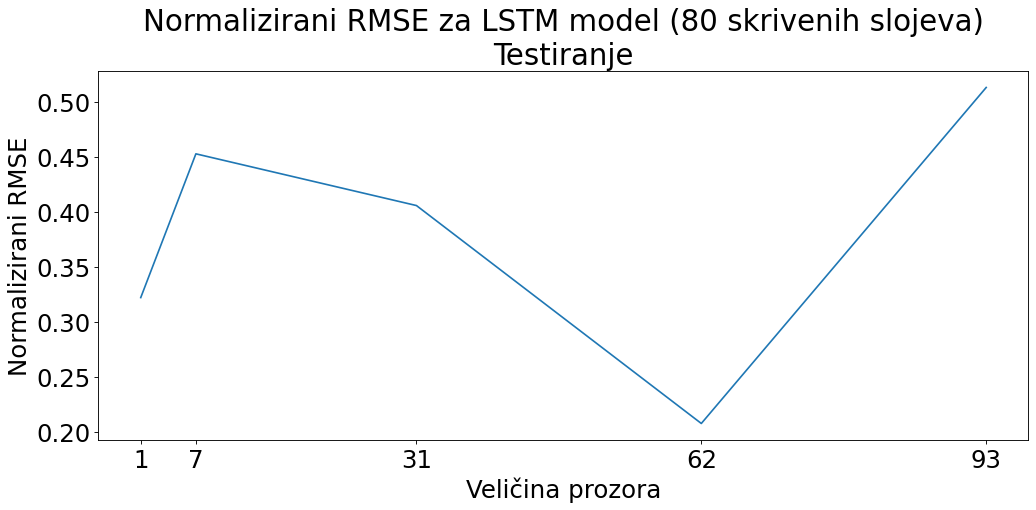 Normalizirani RMSE za LSTM model (80 skrivenih slojeva)
Testiranje
Normalizirani RMSE
0.50
0.45
0.40
0.35
0.30
0.25
0.20
1 7 31 62 93
Veličina prozora